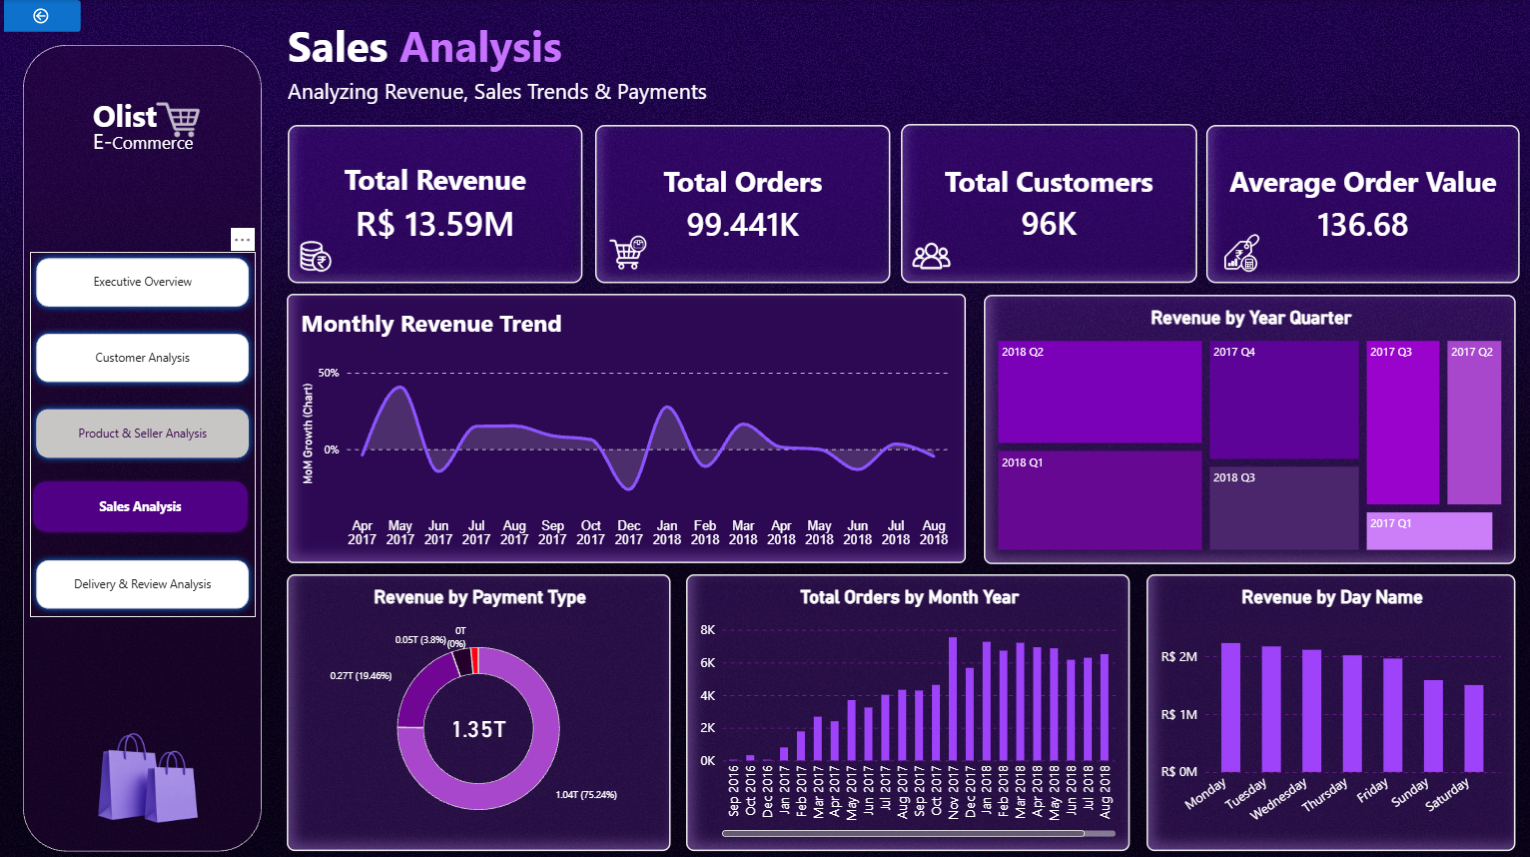 Sales Analysis
Analyzing Revenue, Sales Trends & Payments
Olist
E-Commerce
...
Executive Overview
Customer Analysis
Product & Seller Analysis
Sales Analysis
Delivery & Review Analysis
Total Revenue
R$ 13.59M
Total Orders
99.441K
Total Customers
96K
Average Order Value
136.68
Monthly Revenue Trend
MoM Growth (Chart)
50%
0%
Apr 2017
May 2017
Jun 2017
Jul 2017
Aug 2017
Sep 2017
Oct 2017
Dec 2017
Jan 2018
Feb 2018
Mar 2018
Apr 2018
May 2018
Jun 2018
Jul 2018
Aug 2018
Revenue by Year Quarter
2018 Q2
2017 Q4
2017 Q3
2017 Q2
2018 Q1
2018 Q3
2017 Q1
Revenue by Payment Type
0T
(0%)
0.05T (3.8%)
0.27T (19.46%)
1.35T
1.04T (75.24%)
Total Orders by Month Year
8K
6K
4K
2K
0K
Sep 2016
Oct 2016
Dec 2016
Jan 2017
Feb 2017
Mar 2017
Apr 2017
May 2017
Jun 2017
Jul 2017
Aug 2017
Sep 2017
Oct 2017
Nov 2017
Dec 2017
Jan 2018
Feb 2018
Mar 2018
Apr 2018
May 2018
Jun 2018
Jul 2018
Aug 2018
Revenue by Day Name
R$ 2M
R$ 1M
R$ 0M
Monday
Tuesday
Wednesday
Thursday
Friday
Sunday
Saturday